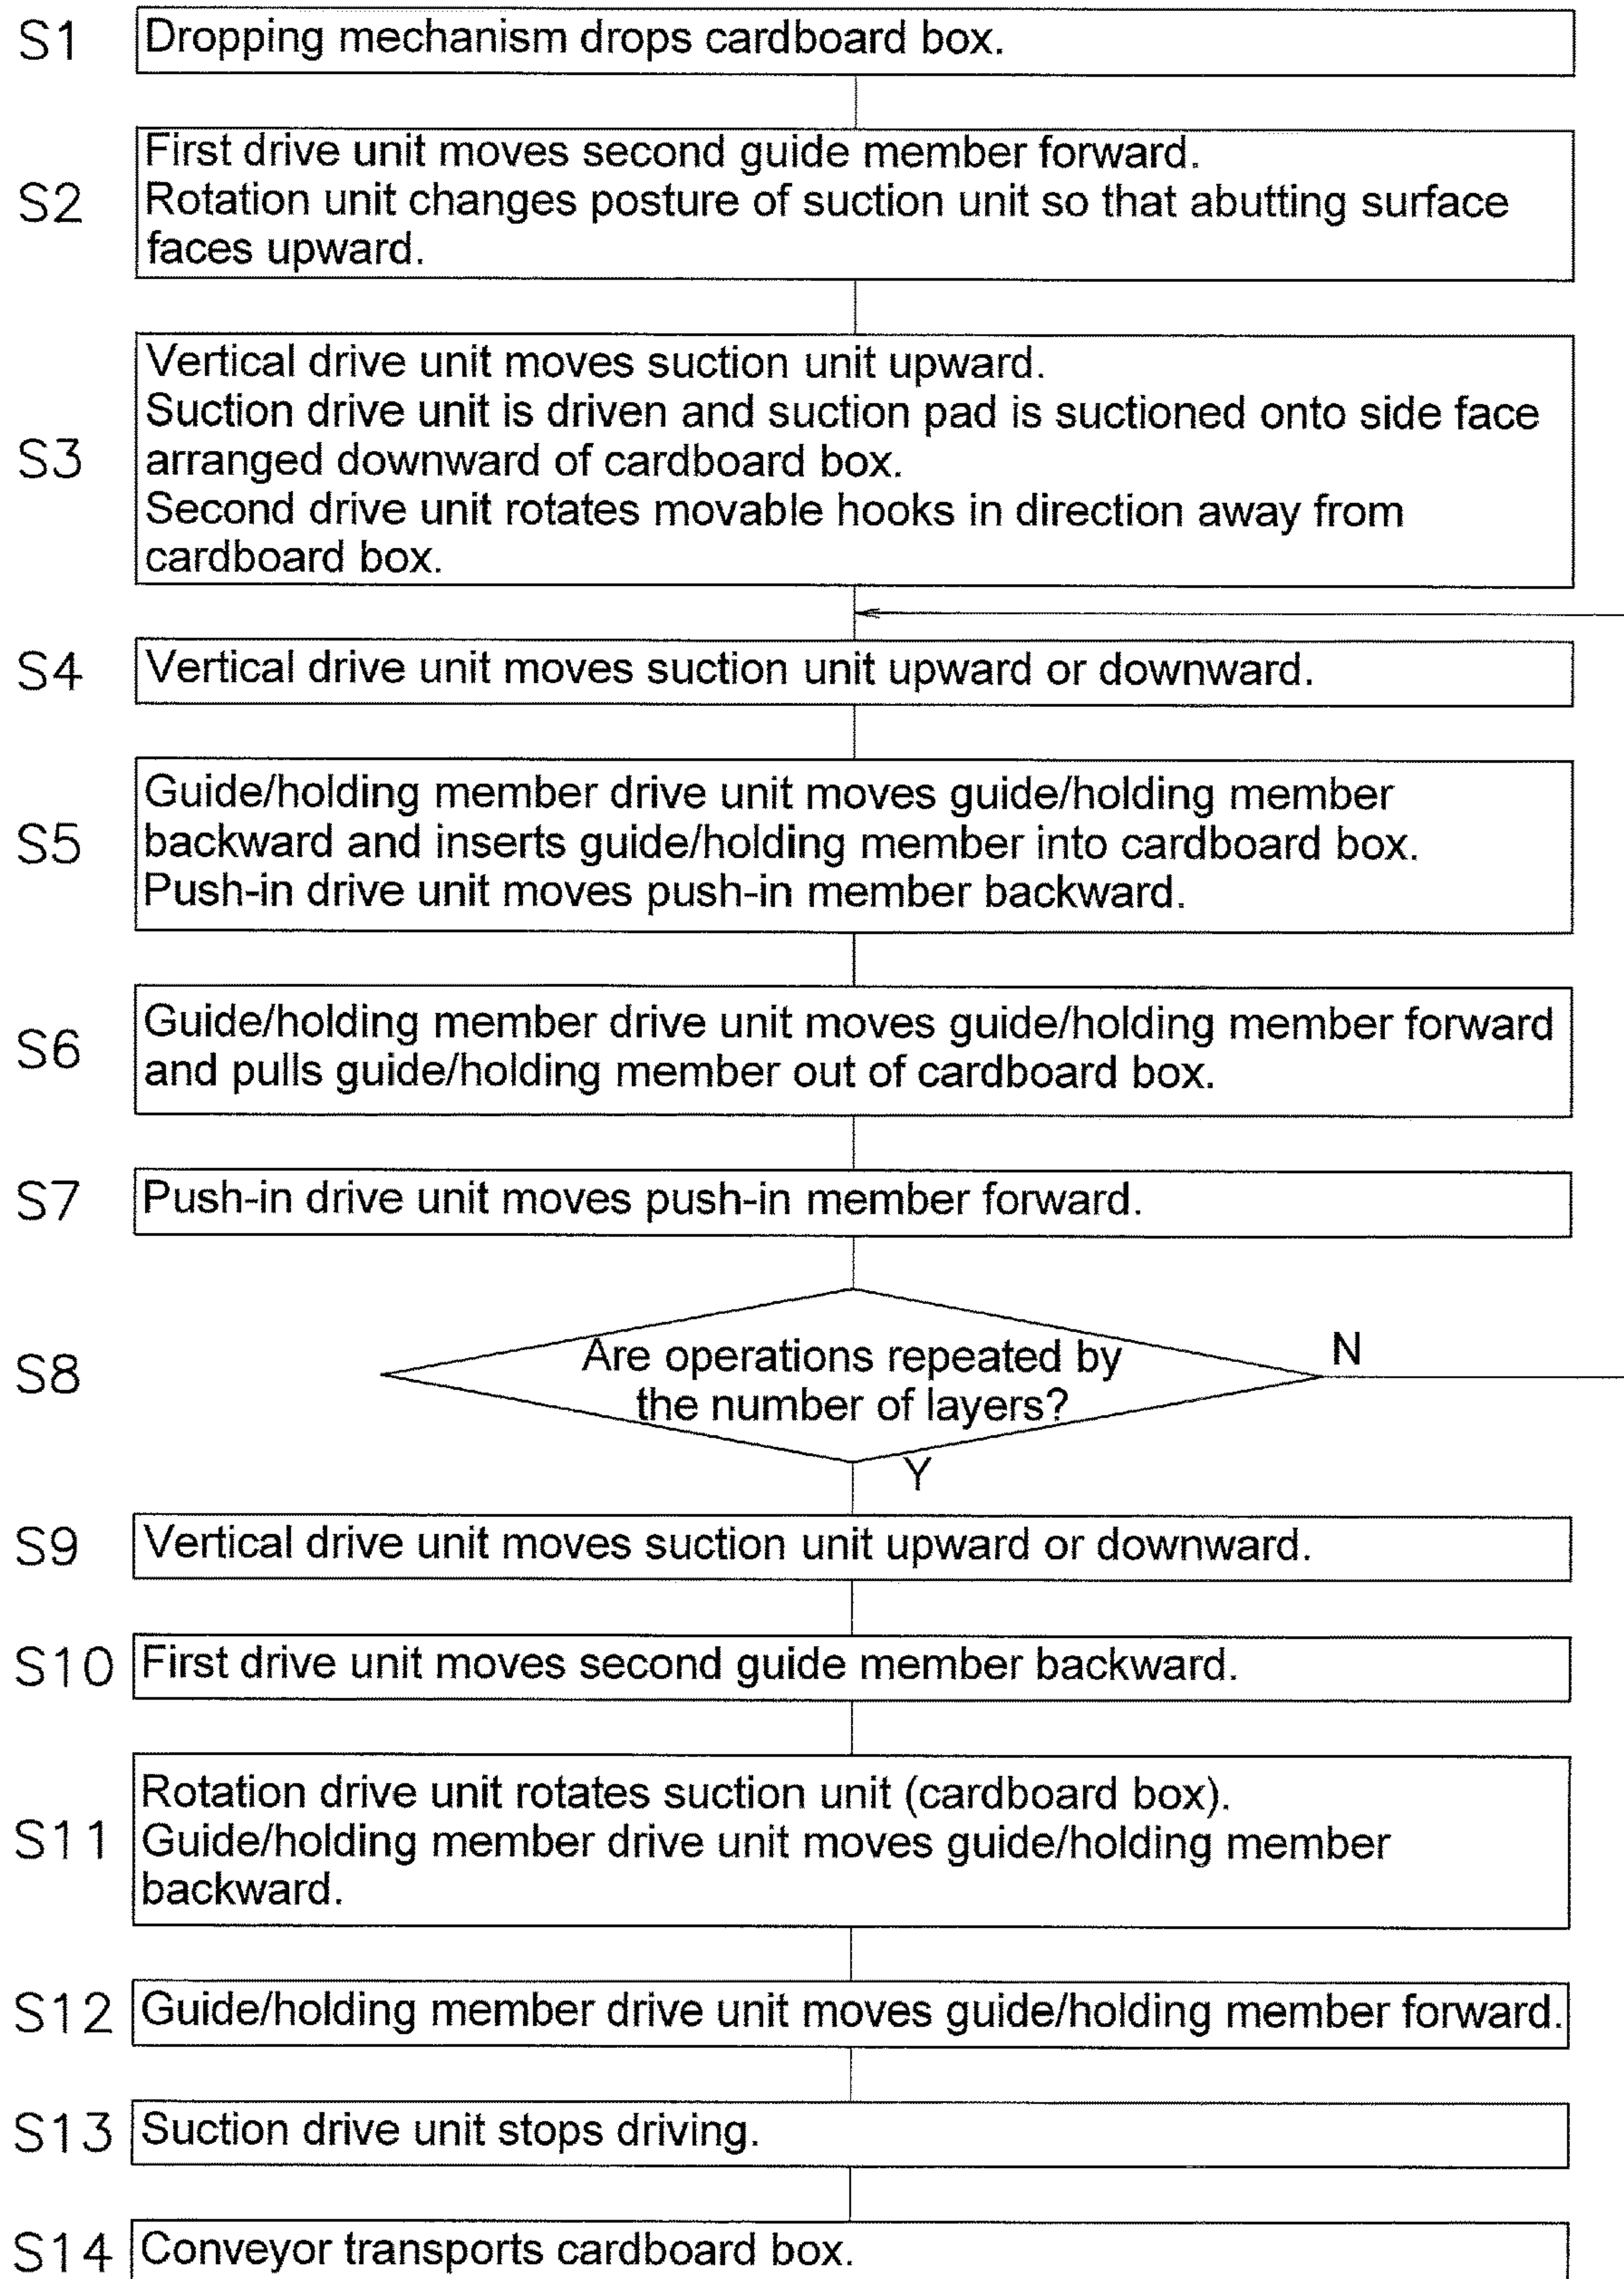 S1
Dropping mechanism drops cardboard box.
S2
First drive unit moves second guide member forward.
Rotation unit changes posture of suction unit so that abutting surface
faces upward.
S3
Vertical drive unit moves suction unit upward.
Suction drive unit is driven and suction pad is suctioned onto side face
arranged downward of cardboard box.
Second drive unit rotates movable hooks in direction away from
cardboard box.
S4
Vertical drive unit moves suction unit upward or downward.
S5
Guide/holding member drive unit moves guide/holding member
backward and inserts guide/holding member into cardboard box.
Push-in drive unit moves push-in member backward.
S6
Guide/holding member drive unit moves guide/holding member forward
and pulls guide/holding member out of cardboard box.
S7
Push-in drive unit moves push-in member forward.
S8
Are operations repeated by
the number of layers?
N
Y
S9
Vertical drive unit moves suction unit upward or downward.
S10
First drive unit moves second guide member backward.
S11
Rotation drive unit rotates suction unit (cardboard box).
Guide/holding member drive unit moves guide/holding member
backward.
S12
Guide/holding member drive unit moves guide/holding member forward.
S13
Suction drive unit stops driving.
S14
Conveyor transports cardboard box.